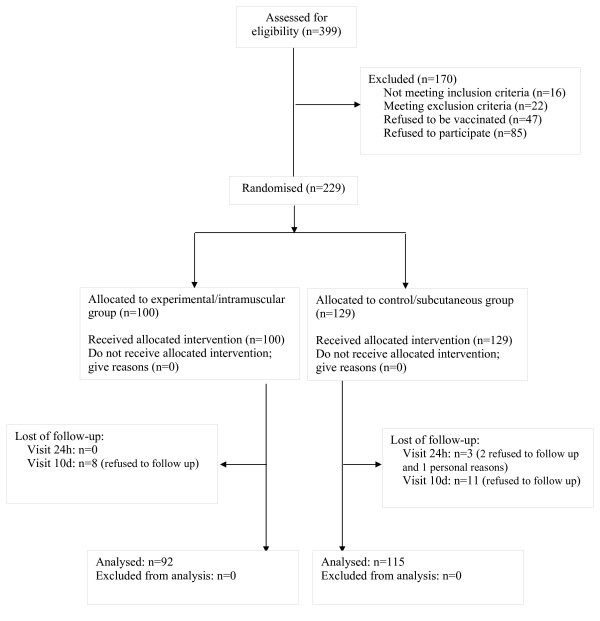 Assessed for
eligibility (n=399)
Excluded (n=170)
Not meeting inclusion criteria (n=16)
Meeting exclusion criteria (n=22)
Refused to be vaccinated (n=47)
Refused to participate (n=85)
Randomised (n=229)
Allocated to experimental/intramuscular
group (n=100)
Received allocated intervention (n=100)
Do not receive allocated intervention;
give reasons (n=0)
Allocated to control/subcutaneous group
(n=129)
Received allocated intervention (n=129)
Do not receive allocated intervention;
give reasons (n=0)
Lost of follow-up:
Visit 24h: n=0
Visit 10d: n=8 (refused to follow up)
Lost of follow-up:
Visit 24h: n=3 (2 refused to follow up
and 1 personal reasons)
Visit 10d: n=11 (refused to follow up)
Analysed: n=92
Excluded from analysis: n=0
Analysed: n=115
Excluded from analysis: n=0